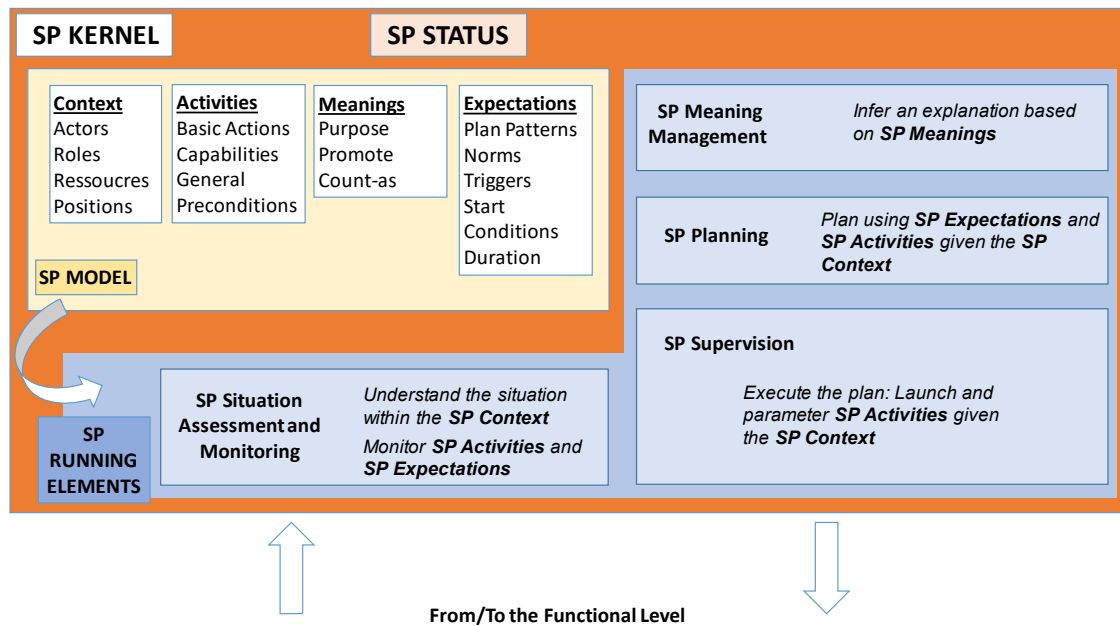 SP KERNEL
SP STATUS
Context
Actors
Roles
Ressoucres
Positions
Activities
Basic Actions
Capabilities
General
Preconditions
Meanings
Purpose
Promote
Count-as
Expectations
Plan Patterns
Norms
Triggers
Start
Conditions
Duration
SP MODEL
SP Meaning
Management
Infer an explanation based
on SP Meanings
SP Planning
Plan using SP Expectations and
SP Activities given the SP
Context
SP Supervision
Execute the plan: Launch and
parameter SP Activities given
the SP Context
SP Situation
Assessment and
Monitoring
Understand the situation
within the SP Context
Monitor SP Activities and
SP Expectations
SP
RUNNING
ELEMENTS
From/To the Functional Level